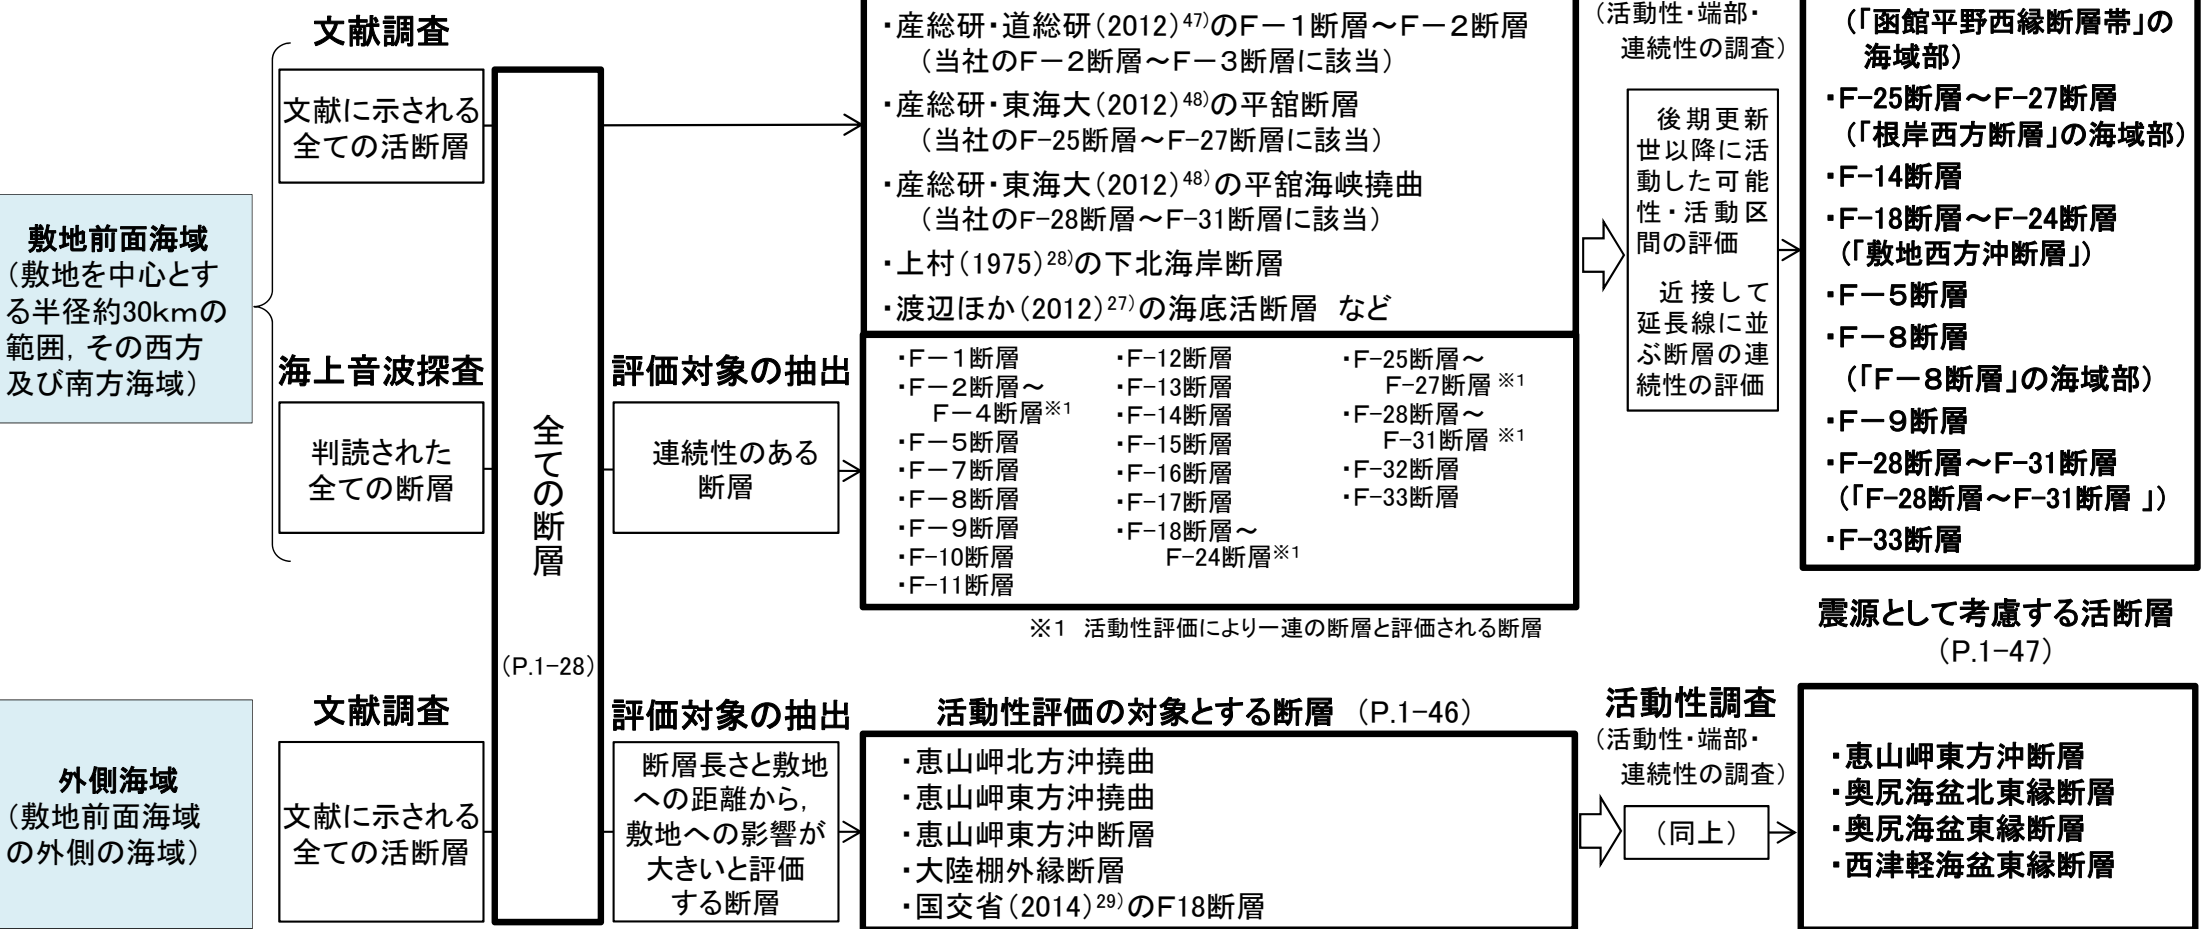 文献調査
文献に示される
全ての活断層
敷地前面海域
（敷地を中心とす
る半径約30kmの
範囲，その西方
及び南方海域）
海上音波探査
判読された
全ての断層
全ての断層
（P.1-28）
評価対象の抽出
連続性のある
断層
・産総研・道総研（2012）47)のF－1断層～F－2断層
（当社のF－2断層～F－3断層に該当）
・産総研・東海大（2012）48)の平舘断層
（当社のF-25断層～F-27断層に該当）
・産総研・東海大（2012）48)の平舘海峡撓曲
（当社のF-28断層～F-31断層に該当）
・上村（1975）28)の下北海岸断層
・渡辺ほか（2012）27)の海底活断層　など
・F－1断層
・F－2断層～
F－4断層※1
・F－5断層
・F－7断層
・F－8断層
・F－9断層
・F-10断層
・F-11断層
・F-12断層
・F-13断層
・F-14断層
・F-15断層
・F-16断層
・F-17断層
・F-18断層～
F-24断層※1
・F-25断層～
F-27断層※1
・F-28断層～
F-31断層※1
・F-32断層
・F-33断層
※1　活動性評価により一連の断層と評価される断層
（活動性・端部・
連続性の調査）
後期更新
世以降に活
動した可能
性・活動区
間の評価
近接して
延長線に並
ぶ断層の連
続性の評価
（「函館平野西縁断層帯」の
海域部）
・F-25断層～F-27断層
（「根岸西方断層」の海域部）
・F-14断層
・F-18断層～F-24断層
（「敷地西方沖断層」）
・F－5断層
・F－8断層
（「F－8断層」の海域部）
・F－9断層
・F-28断層～F-31断層
（「F-28断層～F-31断層 」）
・F-33断層
震源として考慮する活断層
（P.1-47）
外側海域
（敷地前面海域
の外側の海域）
文献調査
文献に示される
全ての活断層
評価対象の抽出
断層長さと敷地
への距離から，
敷地への影響が
大きいと評価
する断層
活動性評価の対象とする断層　（P.1-46）
・恵山岬北方沖撓曲
・恵山岬東方沖撓曲
・恵山岬東方沖断層
・大陸棚外縁断層
・国交省（2014）29)のF18断層
活動性調査
（活動性・端部・
連続性の調査）
（同上）
・恵山岬東方沖断層
・奥尻海盆北東縁断層
・奥尻海盆東縁断層
・西津軽海盆東縁断層